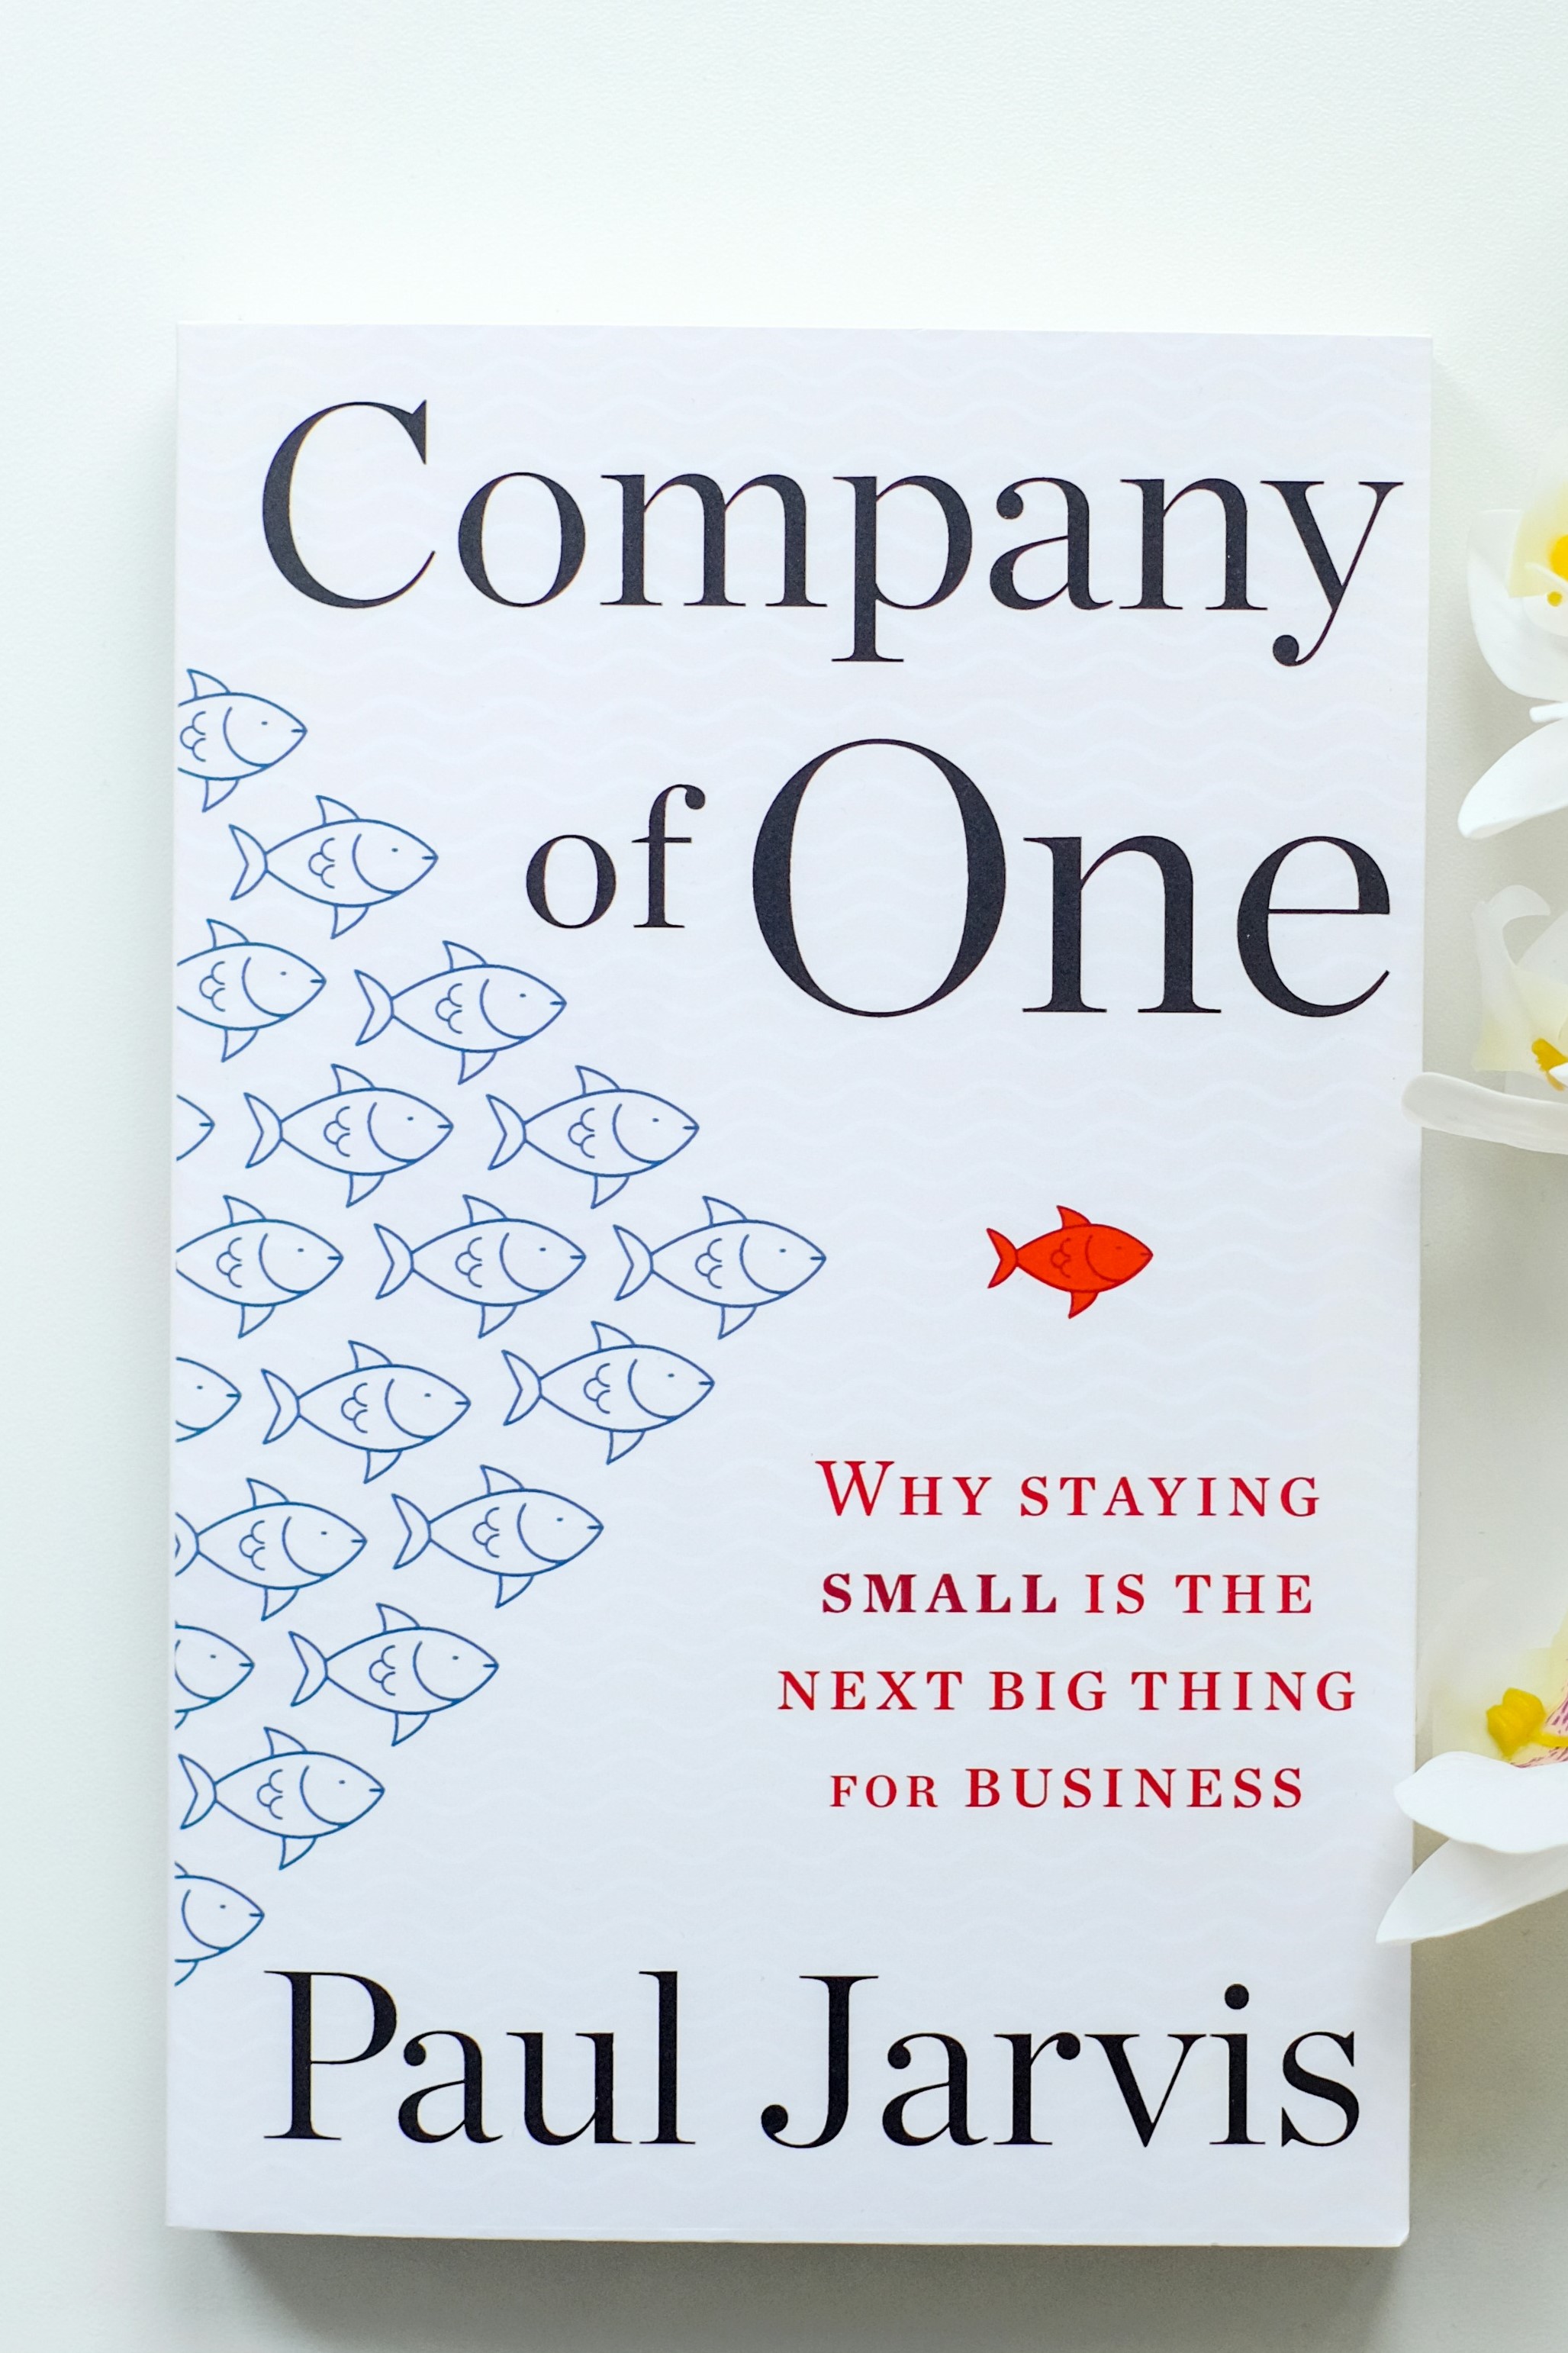 Company
of One
WHY STAYING
SMALL IS THE
NEXT BIG THING
FOR BUSINESS
Paul Jarvis